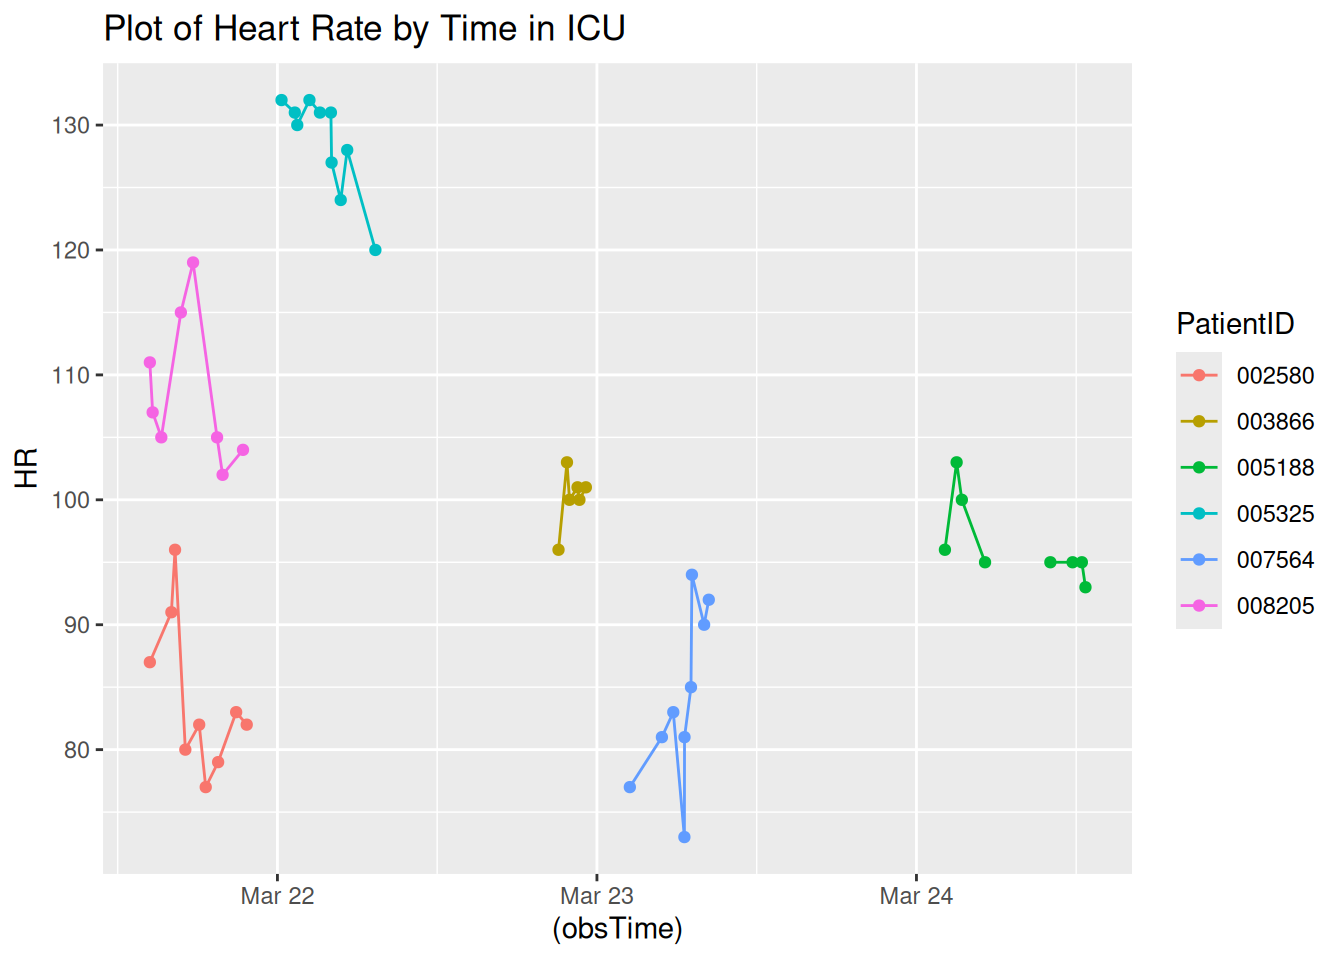 Plot of Heart Rate by Time in ICU
130
120
110
100
90
80
HR
Mar 22
Mar 23
Mar 24
(obsTime)
PatientID
002580
003866
005188
005325
007564
008205